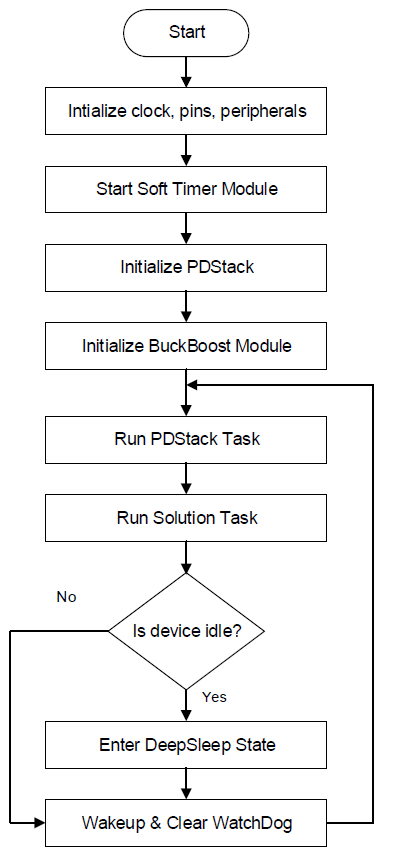 Start
Intialize clock, pins, peripherals
Start Soft Timer Module
Initialize PDStack
Initialize BuckBoost Module
Run PDStack Task
Run Solution Task
No
Is device idle?
Yes
Enter DeepSleep State
Wakeup & Clear WatchDog